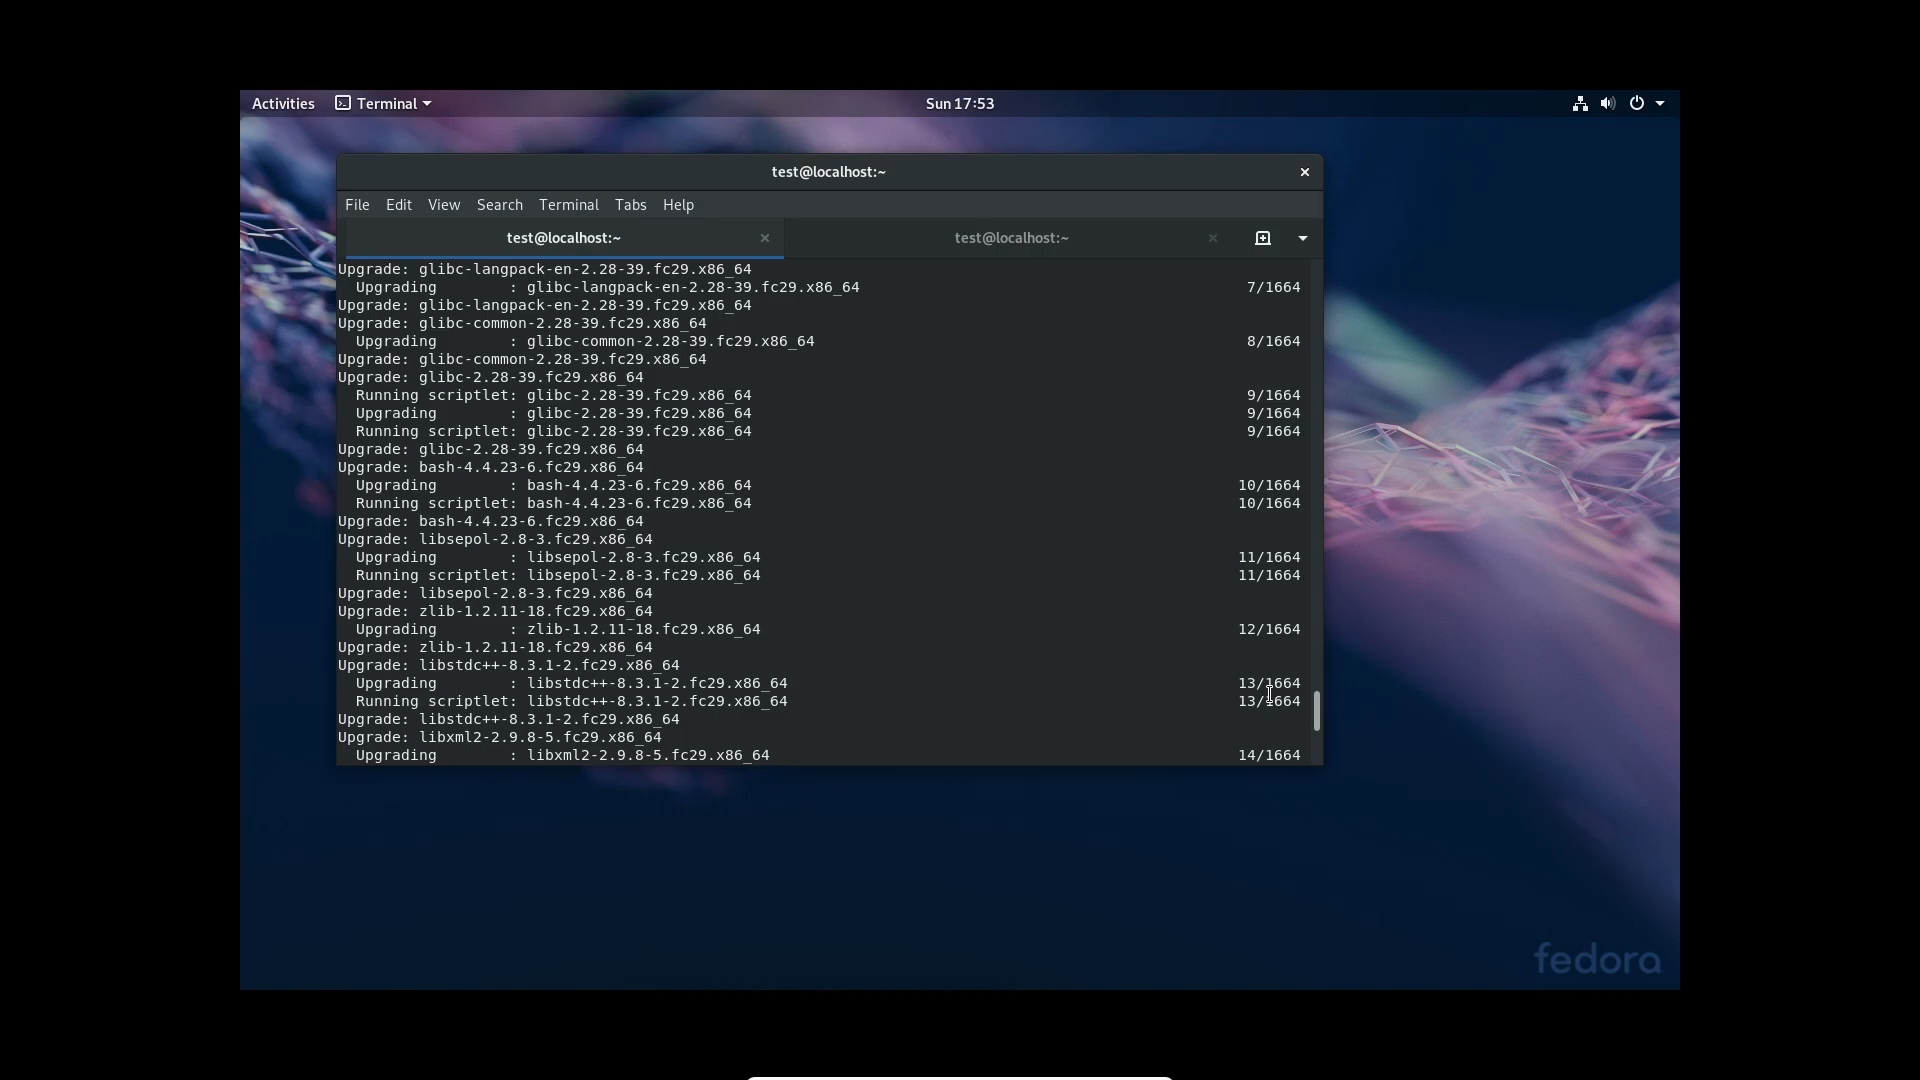 Activities Terminal Sun 17:53
test@localhost:~
File Edit View Search Terminal Tabs Help
test@localhost:~ test@localhost:~
Upgrade: glibc-langpack-en-2.28-39.fc29.x86_64
Upgrading : glibc-langpack-en-2.28-39.fc29.x86_64 7/1664
Upgrade: glibc-langpack-en-2.28-39.fc29.x86_64
Upgrade: glibc-common-2.28-39.fc29.x86_64
Upgrading : glibc-common-2.28-39.fc29.x86_64 8/1664
Upgrade: glibc-common-2.28-39.fc29.x86_64
Upgrade: glibc-2.28-39.fc29.x86_64
Running scriptlet: glibc-2.28-39.fc29.x86_64 9/1664
Upgrading : glibc-2.28-39.fc29.x86_64 9/1664
Running scriptlet: glibc-2.28-39.fc29.x86_64 9/1664
Upgrade: glibc-2.28-39.fc29.x86_64
Upgrade: bash-4.4.23-6.fc29.x86_64
Upgrading : bash-4.4.23-6.fc29.x86_64 10/1664
Running scriptlet: bash-4.4.23-6.fc29.x86_64 10/1664
Upgrade: bash-4.4.23-6.fc29.x86_64
Upgrade: libsepol-2.8-3.fc29.x86_64
Upgrading : libsepol-2.8-3.fc29.x86_64 11/1664
Running scriptlet: libsepol-2.8-3.fc29.x86_64 11/1664
Upgrade: libsepol-2.8-3.fc29.x86_64
Upgrade: zlib-1.2.11-18.fc29.x86_64
Upgrading : zlib-1.2.11-18.fc29.x86_64 12/1664
Upgrade: zlib-1.2.11-18.fc29.x86_64
Upgrade: libstdc++-8.3.1-2.fc29.x86_64
Upgrading : libstdc++-8.3.1-2.fc29.x86_64 13/1664
Running scriptlet: libstdc++-8.3.1-2.fc29.x86_64 13/1664
Upgrade: libstdc++-8.3.1-2.fc29.x86_64
Upgrade: libxml2-2.9.8-5.fc29.x86_64
Upgrading : libxml2-2.9.8-5.fc29.x86_64 14/1664
fedora